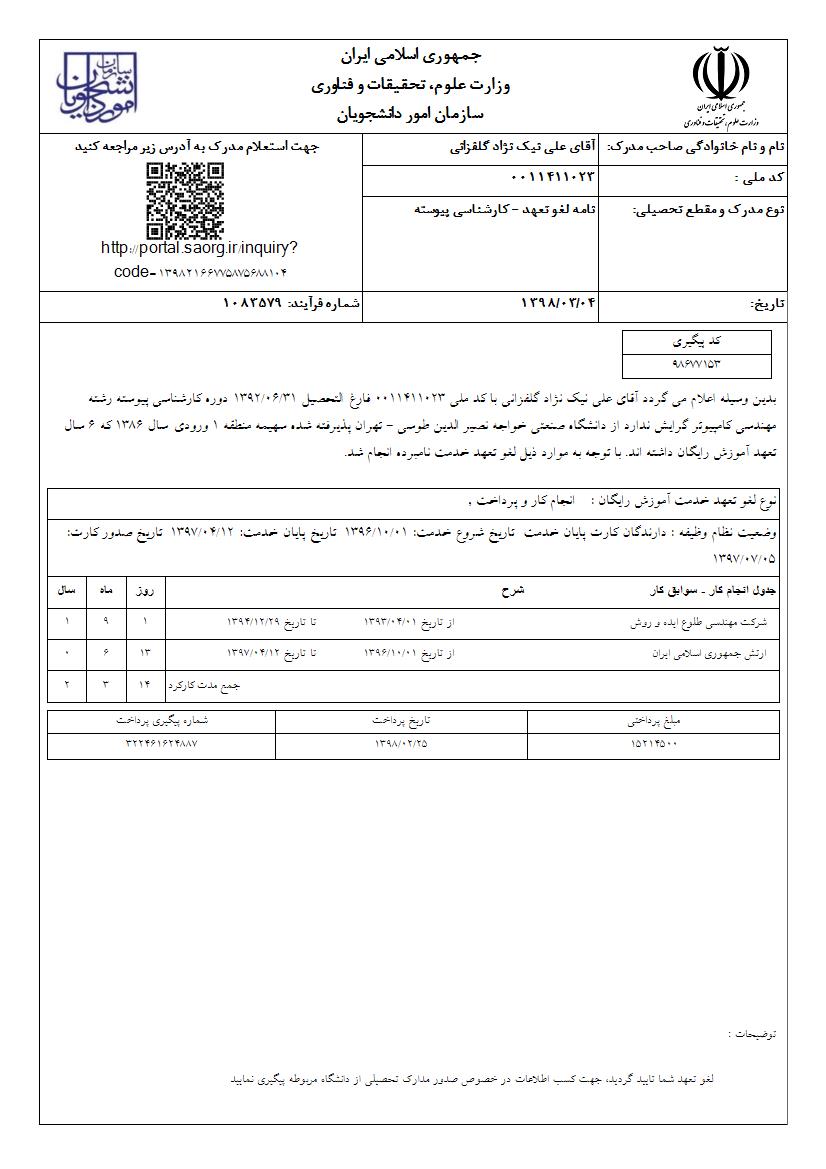 جمهوری اسلامی ایران
وزارت علوم، تحقیقات و فناوری
سازمان امور دانشجویان
جمهوری اسلامی ایران
وزارت علوم، تحقیقات و فناوری
سازمان امور دانشجویان
نام و نام خانوادگی صاحب مدرک: آقای علی نیک نژاد گلفزانی
کد ملی : ۰۰۱۱۴۱۱۰۲۳
نوع مدرک و مقطع تحصیلی: نامه لغو تعهد - کارشناسی پیوسته
جهت استعلام مدرک به آدرس زیر مراجعه کنید
http://portal.saorg.ir/inquiry?
code=۱۳۹۸۲۱۶۶۷۷۵۸۷۵۶۸۸۱۰۴
تاریخ: ۱۳۹۸/۰۳/۰۴ شماره فرآیند: ۱۰۸۳۵۷۹
کد پیگیری
۹۸۶۷۷۱۵۳
بدین وسیله اعلام می گردد آقای علی نیک نژاد گلفزانی با کد ملی ۰۰۱۱۴۱۱۰۲۳ فارغ التحصیل ۱۳۹۲/۰۶/۳۱ دوره کارشناسی پیوسته رشته
مهندسی کامپیوتر گرایش ندارد از دانشگاه صنعتی خواجه نصیر الدین طوسی - تهران پذیرفته شده سهیمه منطقه ۱ ورودی سال ۱۳۸۶ که ۶ سال
تعهد آموزش رایگان داشته اند. با توجه به موارد ذیل لغو تعهد خدمت نامبرده انجام شد.
نوع لغو تعهد خدمت آموزش رایگان : انجام کار و پرداخت ,
وضعیت نظام وظیفه : دارندگان کارت پایان خدمت تاریخ شروع خدمت: ۱۳۹۶/۱۰/۰۱ تاریخ پایان خدمت: ۱۳۹۷/۰۴/۱۲ تاریخ صدور کارت:
۱۳۹۷/۰۷/۰۵
جدول انجام کار - سوابق کار شرح روز ماه سال
شرکت مهندسی طلوع ایده و روش از تاریخ ۱۳۹۳/۰۴/۰۱ تا تاریخ ۱۳۹۴/۱۲/۲۹ ۱ ۹ ۱
ارتش جمهوری اسلامی ایران از تاریخ ۱۳۹۶/۱۰/۰۱ تا تاریخ ۱۳۹۷/۰۴/۱۲ ۱۳ ۶ ۰
جمع مدت کارکرد ۱۴ ۳ ۲
مبلغ پرداختی تاریخ پرداخت شماره پیگیری پرداخت
۱۵۲۱۴۵۰۰ ۱۳۹۸/۰۲/۲۵ ۳۲۲۴۶۱۶۲۴۸۸۷
توضیحات :
لغو تعهد شما تایید گردید، جهت کسب اطلاعات در خصوص صدور مدارک تحصیلی از دانشگاه مربوطه پیگیری نمایید